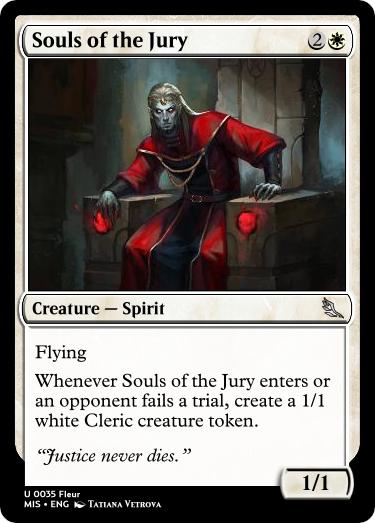 Souls of the Jury 2
Creature — Spirit
Flying
Whenever Souls of the Jury enters or
an opponent fails a trial, create a 1/1
white Cleric creature token.
“Justice never dies.”
1/1
U 0035 Fleur
MIS • ENG Tatiana Vetrova